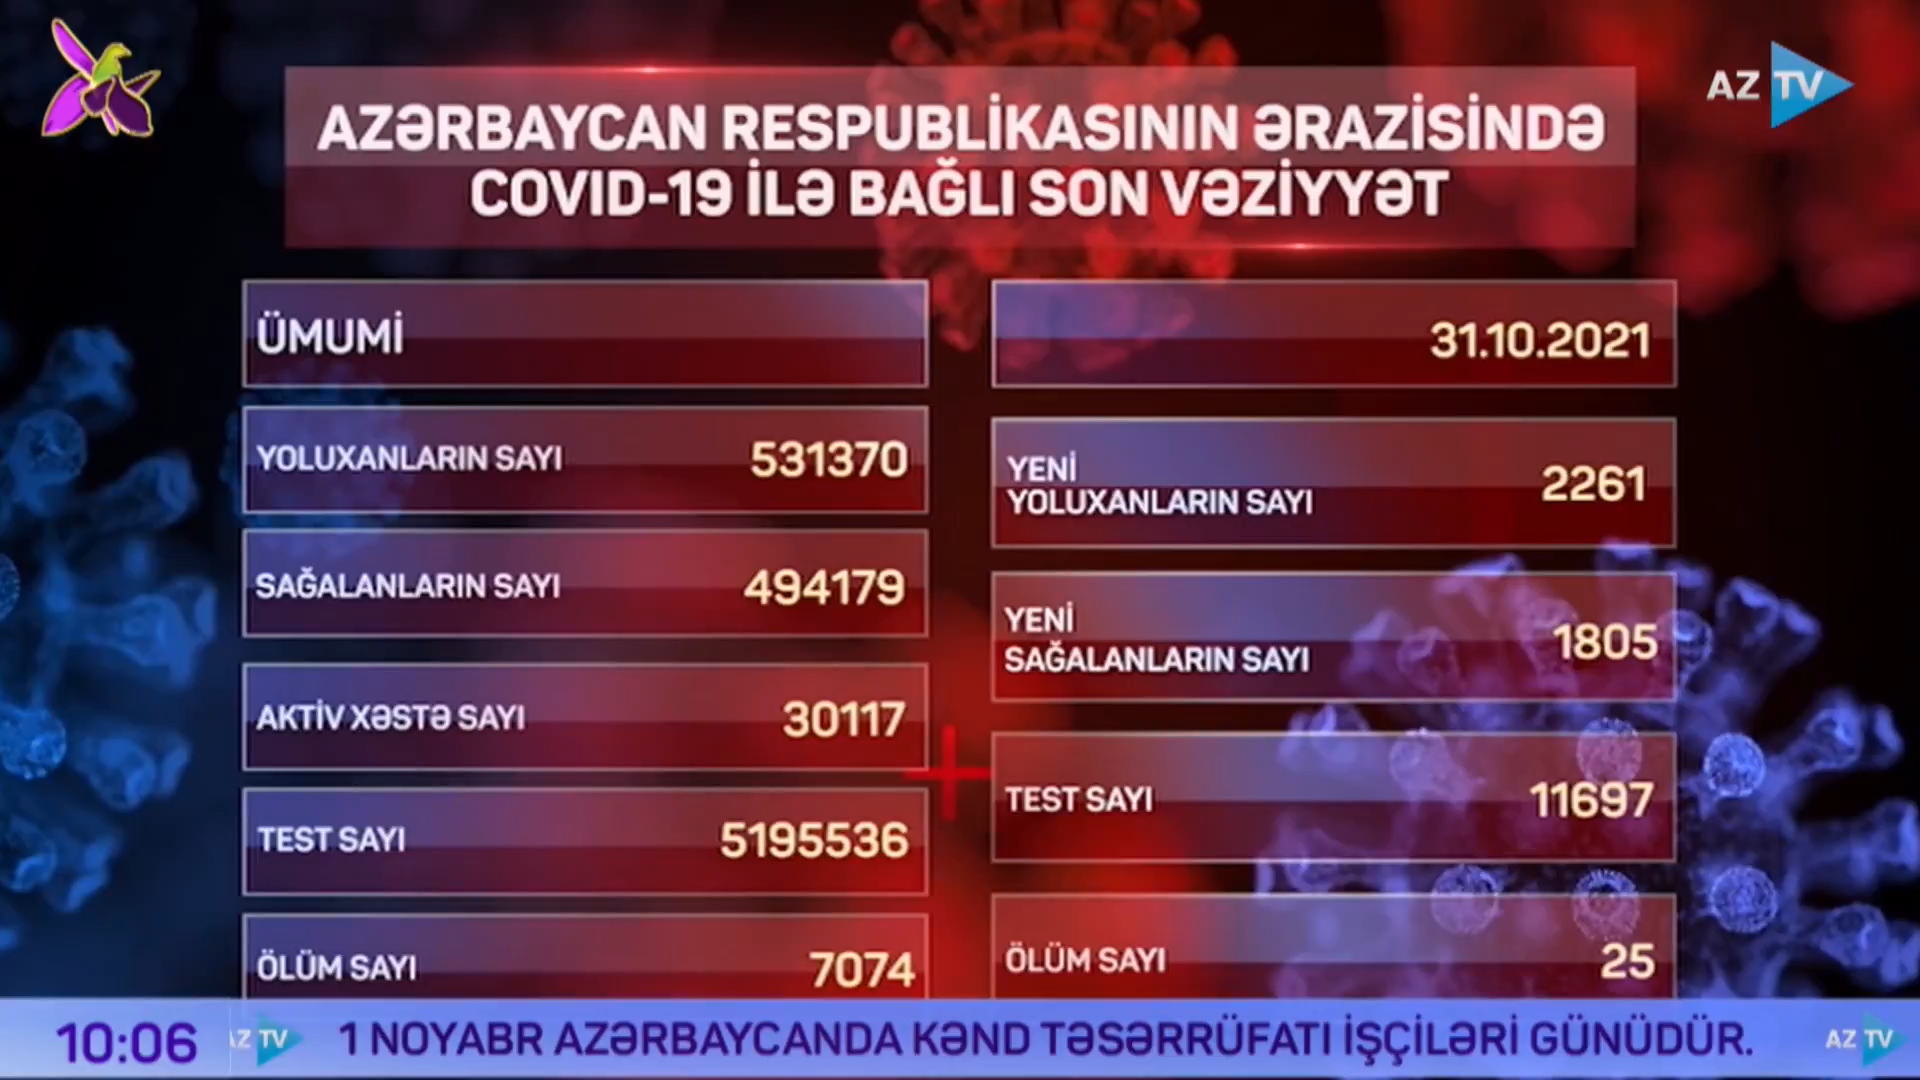 AZ TV
AZƏRBAYCAN RESPUBLİKASININ ƏRAZİSİNDƏ
COVID-19 İLƏ BAĞLI SON VƏZİYYƏT
ÜMUMİ
YOLUXANLARIN SAYI 531370
SAĞALANLARIN SAYI 494179
AKTİV XƏSTƏ SAYI 30117
TEST SAYI 5195536
ÖLÜM SAYI 7074
31.10.2021
YENİ
YOLUXANLARIN SAYI 2261
YENİ
SAĞALANLARIN SAYI 1805
TEST SAYI 11697
ÖLÜM SAYI 25
10:06 AZ TV 1 NOYABR AZƏRBAYCANDA KƏND TƏSƏRRÜFATI İŞÇİLƏRİ GÜNÜDÜR. AZ TV